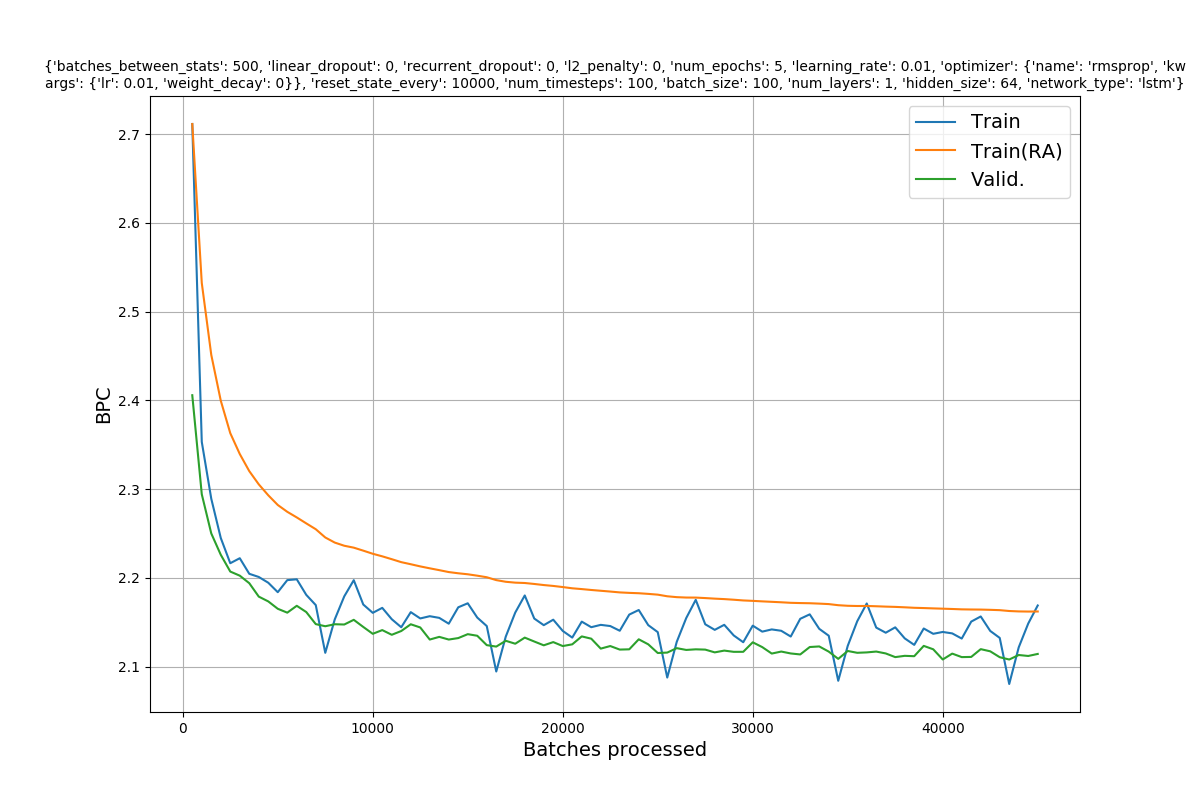 {'batches_between_stats': 500, 'linear_dropout': 0, 'recurrent_dropout': 0, 'l2_penalty': 0, 'num_epochs': 5, 'learning_rate': 0.01, 'optimizer': {'name': 'rmsprop', 'kw
args': {'lr': 0.01, 'weight_decay': 0}}, 'reset_state_every': 10000, 'num_timesteps': 100, 'batch_size': 100, 'num_layers': 1, 'hidden_size': 64, 'network_type': 'lstm'}
Train
Train(RA)
Valid.
BPC
2.7
2.6
2.5
2.4
2.3
2.2
2.1
0 10000 20000 30000 40000
Batches processed